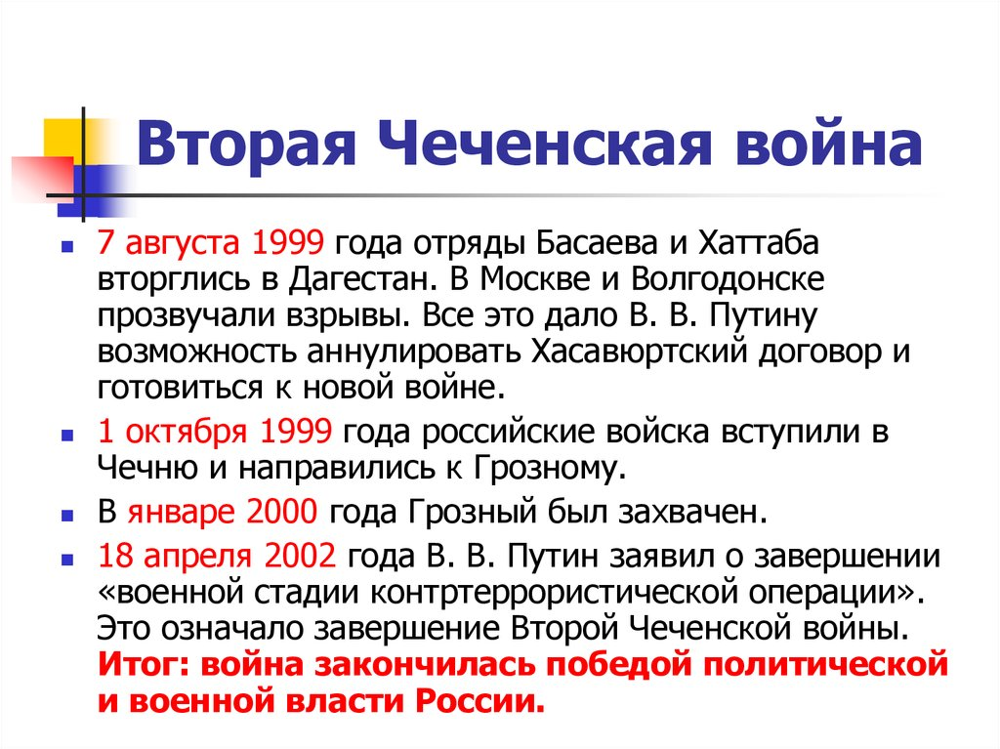 Вторая Чеченская война
7 августа 1999 года отряды Басаева и Хаттаба
вторглись в Дагестан. В Москве и Волгодонске
прозвучали взрывы. Все это дало В. В. Путину
возможность аннулировать Хасавюртский договор и
готовиться к новой войне.
1 октября 1999 года российские войска вступили в
Чечню и направились к Грозному.
В январе 2000 года Грозный был захвачен.
18 апреля 2002 года В. В. Путин заявил о завершении
«военной стадии контртеррористической операции».
Это означало завершение Второй Чеченской войны.
Итог: война закончилась победой политической
и военной власти России.